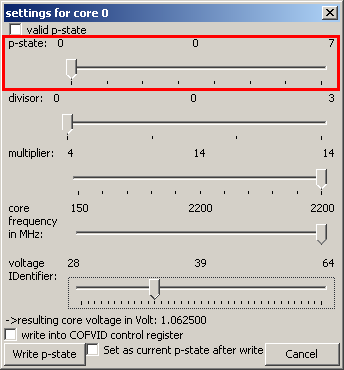 settings for core 0
valid p-state
p-state: 0 0 7
divisor: 0 0 3
multiplier: 4 14 14
core frequency in MHz: 150 2200 2200
voltage IDentifier: 28 39 64
->resulting core voltage in Volt: 1.062500
write into COFVID control register
Write p-state Set as current p-state after write Cancel